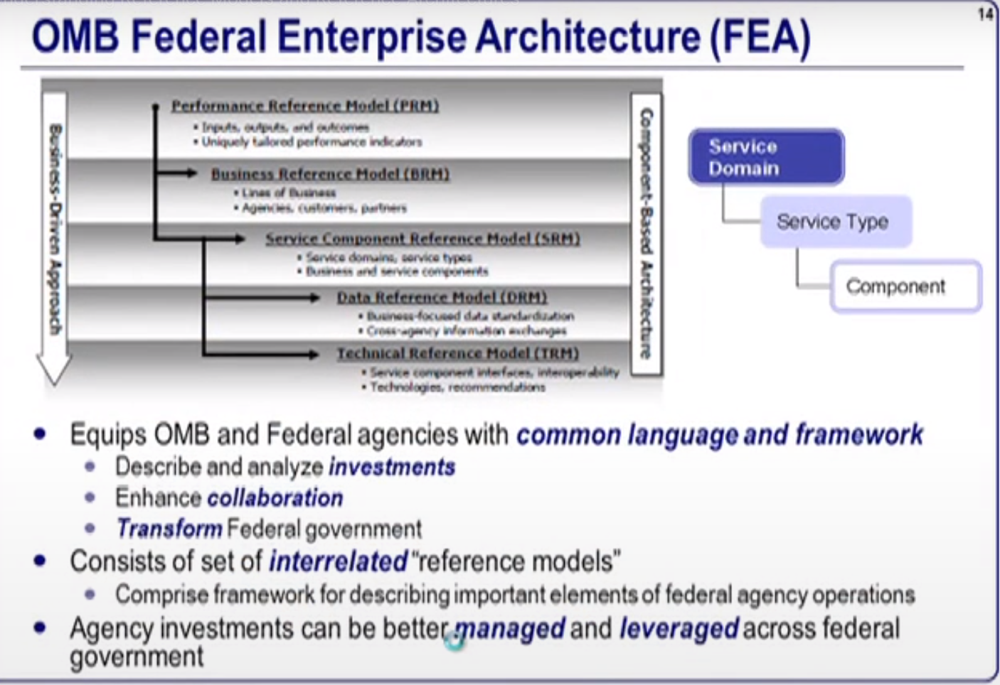 14
OMB Federal Enterprise Architecture (FEA)
Business-Driven Approach
Performance Reference Model (PRM)
• Inputs, outputs, and outcomes
• Uniquely tailored performance indicators
Business Reference Model (BRM)
• Lines of Business
• Agencies, customers, partners
Service Component Reference Model (SRM)
• Service domains, service types
• Business and service components
Data Reference Model (DRM)
• Business-focused data standardization
• Cross-agency information exchanges
Technical Reference Model (TRM)
• Service component interfaces, interoperability
• Technologies, recommendations
Component-Based Architecture
Service
Domain
Service Type
Component
• Equips OMB and Federal agencies with common language and framework
• Describe and analyze investments
• Enhance collaboration
• Transform Federal government
• Consists of set of interrelated "reference models"
• Comprise framework for describing important elements of federal agency operations
• Agency investments can be better managed and leveraged across federal
government